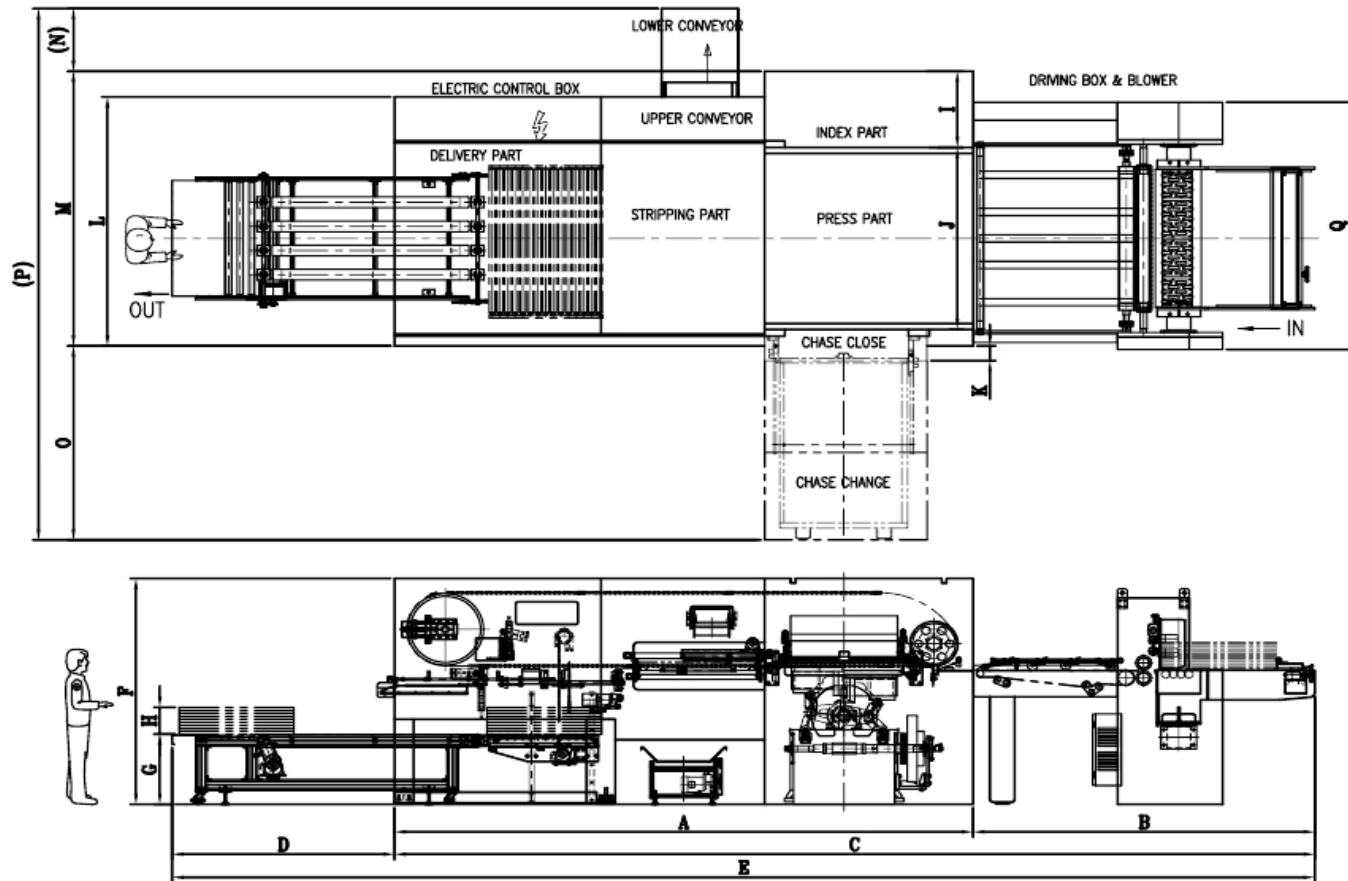 LOWER CONVEYOR
(N)
DRIVING BOX & BLOWER
ELECTRIC CONTROL BOX
I
UPPER CONVEYOR
INDEX PART
DELIVERY PART
M
L
STRIPPING PART
PRESS PART
J
Q
(P)
OUT
IN
CHASE CLOSE
K
O
CHASE CHANGE
F
H
G
A
B
D
C
E